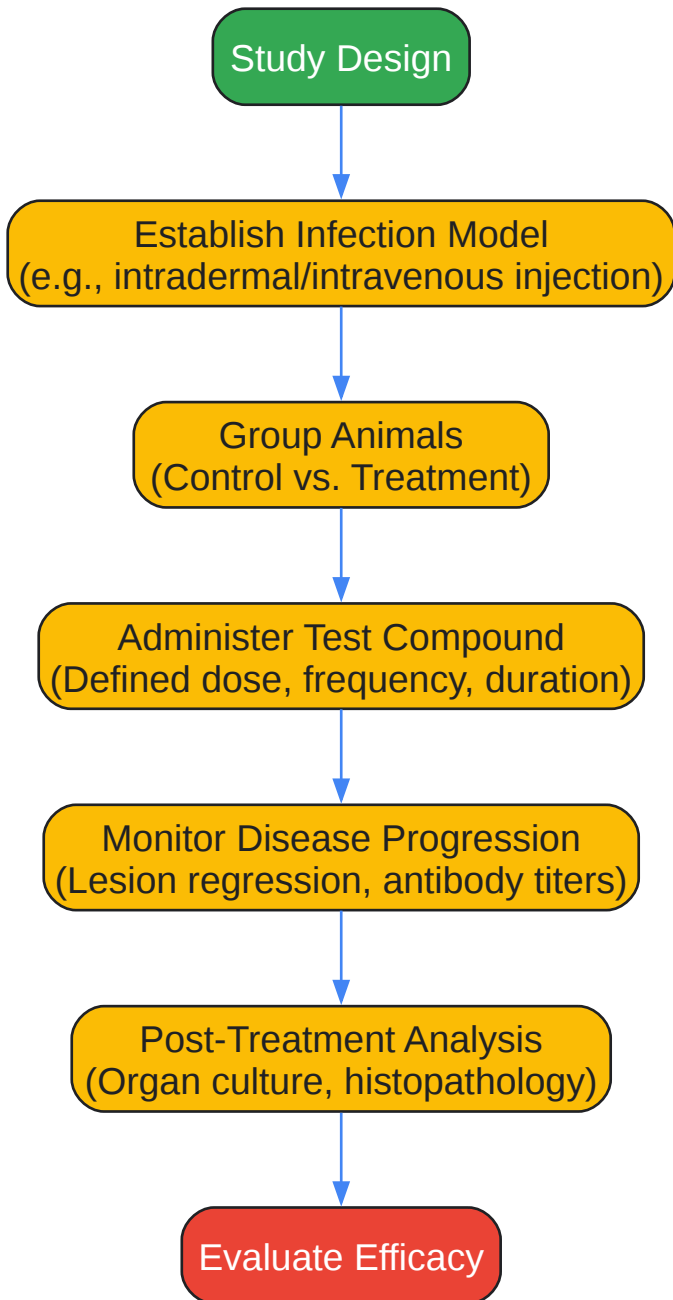 Study Design
Establish Infection Model
(e.g., intradermal/intravenous injection)
Group Animals
(Control vs. Treatment)
Administer Test Compound
(Defined dose, frequency, duration)
Monitor Disease Progression
(Lesion regression, antibody titers)
Post-Treatment Analysis
(Organ culture, histopathology)
Evaluate Efficacy